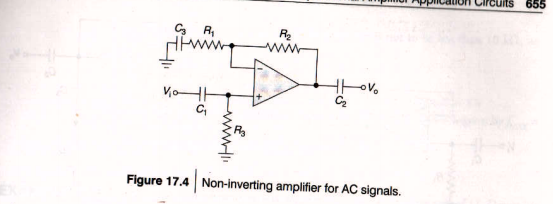 Amplifier Application Circuits 655
C₃ R₁ R₂
-
Vᵢ
C₁
+
C₂
Vₒ
R₃
Figure 17.4 Non-inverting amplifier for AC signals.